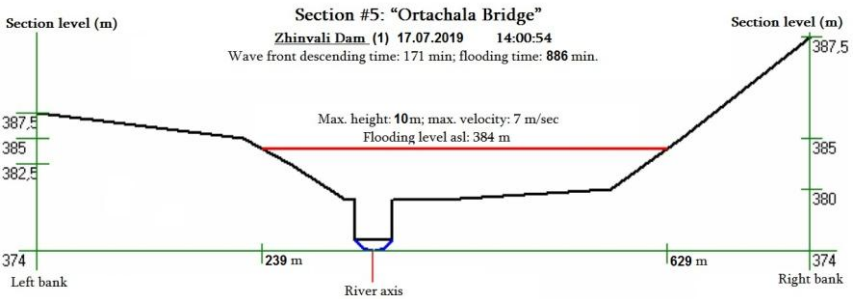 Section #5: “Ortachala Bridge”
Section level (m)
Section level (m)
Zhinvali Dam (1) 17.07.2019 14:00:54
Wave front descending time: 171 min; flooding time: 886 min.
387,5
Max. height: 10m; max. velocity: 7 m/sec
Flooding level asl: 384 m
387,5
385
385
382,5
380
374
239 m
629 m
374
Left bank
River axis
Right bank